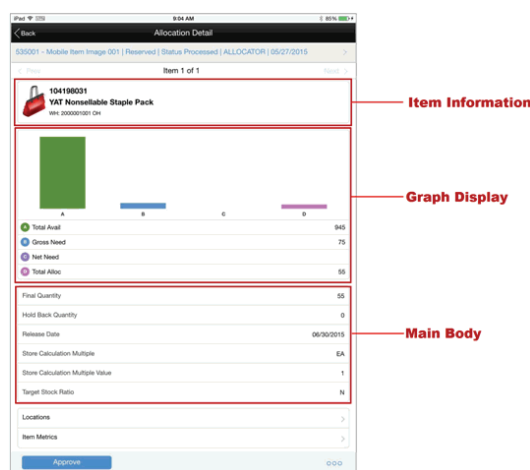 iPad 9:04 AM 85%
Back Allocation Detail
535001 - Mobile Item Image 001 | Reserved | Status Processed | ALLOCATOR | 05/27/2015
Prev Item 1 of 1 Next
104198031
YAT Nonsellable Staple Pack
WH: 2000001001 OH
Item Information
A B C D
Graph Display
A Total Avail 945
B Gross Need 75
C Net Need
D Total Alloc 55
Final Quantity 55
Hold Back Quantity 0
Release Date 06/30/2015
Main Body
Store Calculation Multiple EA
Store Calculation Multiple Value 1
Target Stock Ratio N
Locations
Item Metrics
Approve